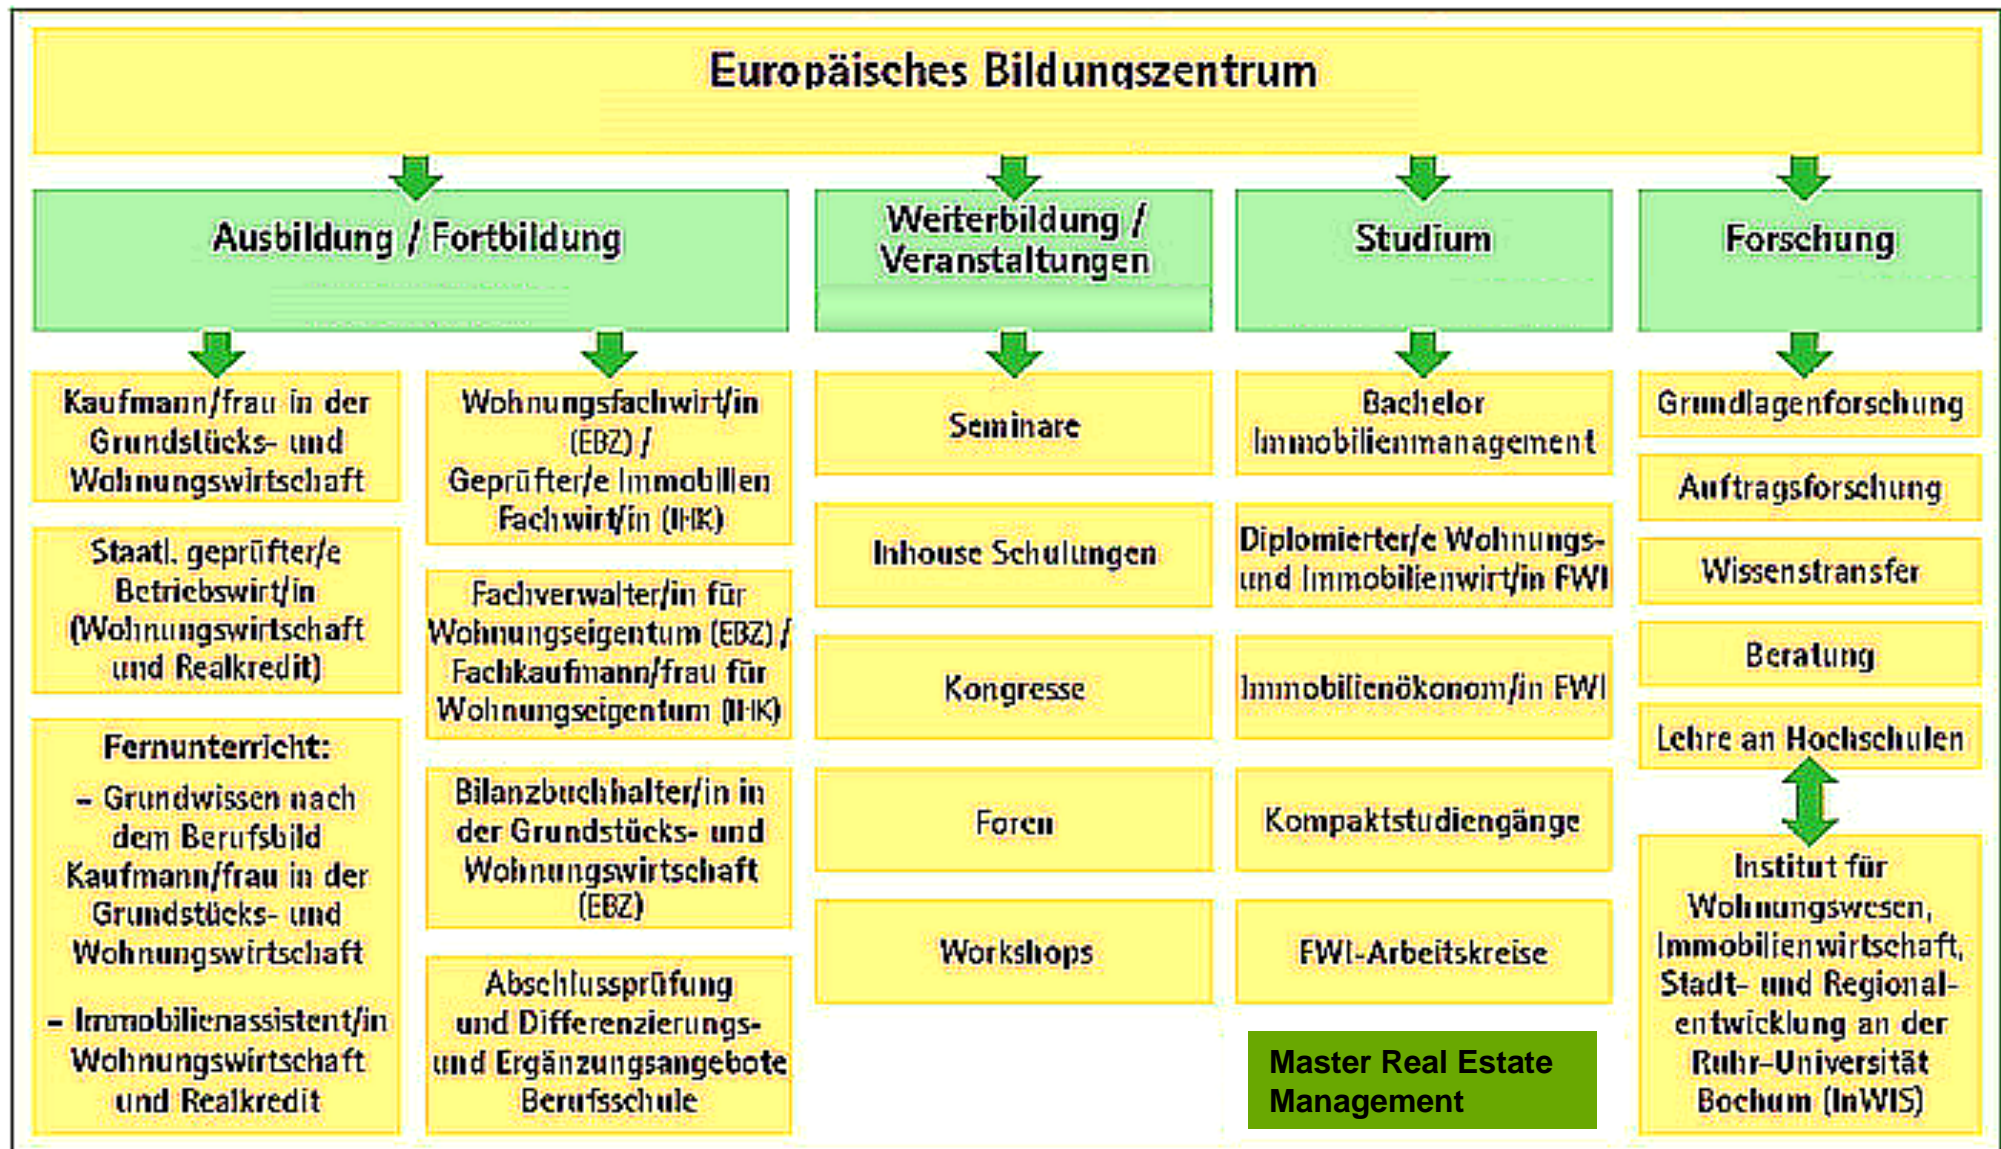 Europäisches Bildungszentrum
Ausbildung / Fortbildung
Kaufmann/frau in der
Grundstücks- und
Wohnungswirtschaft
Staatl. geprüfter/e
Betriebswirt/in
(Wohnungswirtschaft
und Realkredit)
Fernunterricht:
– Grundwissen nach
dem Berufsbild
Kaufmann/frau in der
Grundstücks- und
Wohnungswirtschaft
– Immobilienassistent/in
Wohnungswirtschaft
und Realkredit
Wohnungsfachwirt/in
(EBZ) /
Geprüfter/e Immobilien
Fachwirt/in (IHK)
Fachverwalter/in für
Wohnungseigentum (EBZ) /
Fachkaufmann/frau für
Wohnungseigentum (IHK)
Bilanzbuchhalter/in in
der Grundstücks- und
Wohnungswirtschaft
(EBZ)
Abschlussprüfung
und Differenzierungs-
und Ergänzungsangebote
Berufsschule
Weiterbildung /
Veranstaltungen
Seminare
Inhouse Schulungen
Kongresse
Foren
Workshops
Studium
Bachelor
Immobilienmanagement
Diplomierter/e Wohnungs-
und Immobilienwirt/in FWI
Immobilienökonom/in FWI
Kompaktstudiengänge
FWI-Arbeitskreise
Master Real Estate
Management
Forschung
Grundlagenforschung
Auftragsforschung
Wissenstransfer
Beratung
Lehre an Hochschulen
Institut für
Wohnungswesen,
Immobilienwirtschaft,
Stadt- und Regional-
entwicklung an der
Ruhr-Universität
Bochum (InWIS)